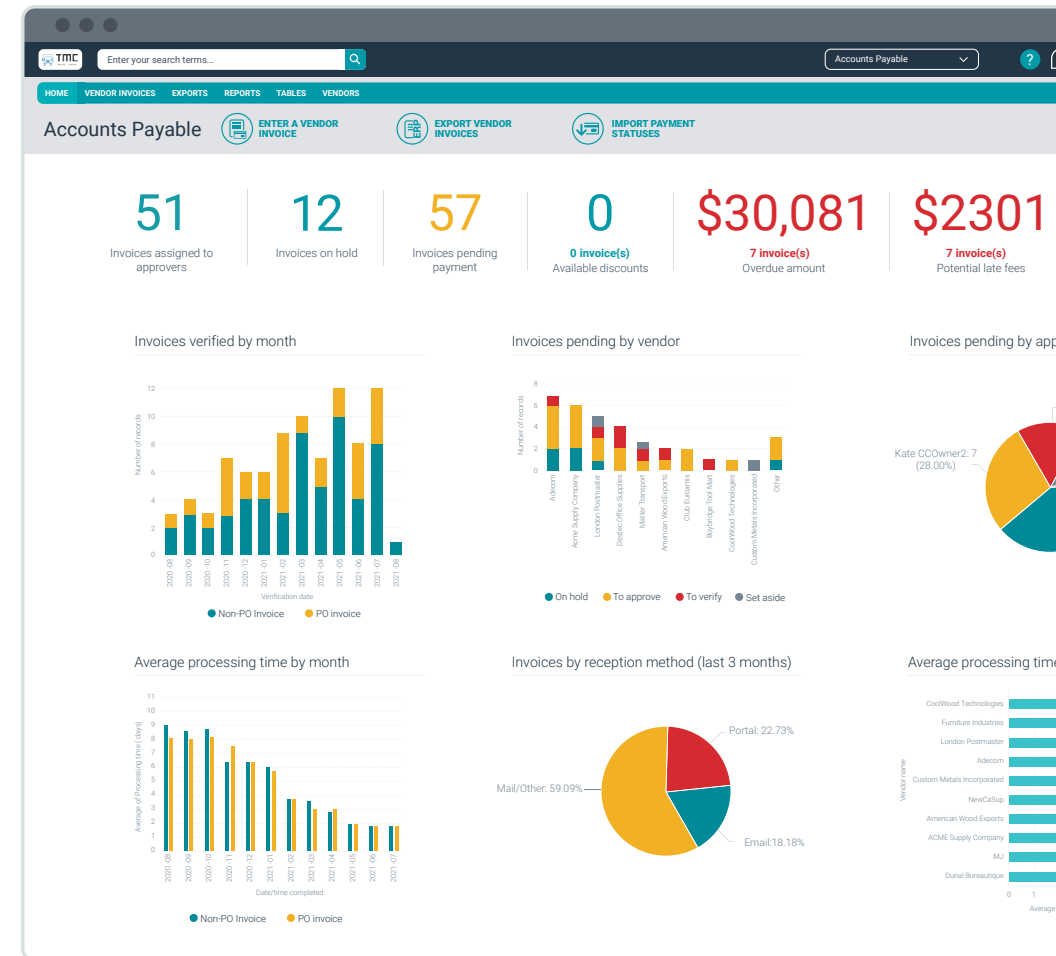 TMC
Enter your search terms...
Accounts Payable
?
HOME
VENDOR INVOICES
EXPORTS
REPORTS
TABLES
VENDORS
Accounts Payable
ENTER A VENDOR
INVOICE
ERP
EXPORT VENDOR
INVOICES
IMPORT PAYMENT
STATUSES
51
Invoices assigned to
approvers
12
Invoices on hold
57
Invoices pending
payment
0
0 invoice(s)
Available discounts
$30,081
7 invoice(s)
Overdue amount
$2301
7 invoice(s)
Potential late fees
Invoices verified by month
Number of records
12
10
8
6
4
2
0
2020 -08
2020 -09
2020 -10
2020 -11
2020 -12
2021 -01
2021 -02
2021 -03
2021 -04
2021 -05
2021 -06
2021 -07
2021 -08
Verification date
Non-PO Invoice
PO invoice
Invoices pending by vendor
Number of records
8
6
4
2
0
Adecom
Acme Supply Company
London Postmaster
Destec Office Supplies
Matter Transport
American Wood Exports
Club Euroamis
Boybridge Tool Mart
CoolWood Technologies
Custom Metals Incorporated
Other
On hold
To approve
To verify
Set aside
Invoices pending by app
Kate CCOwner2: 7
(28.00%)
Average processing time by month
Average of Processing time ( days)
11
10
9
8
7
6
5
4
3
2
1
0
2020 -08
2020 -09
2020 -10
2020 -11
2020 -12
2021 -01
2021 -02
2021 -03
2021 -04
2021 -05
2021 -06
2021 -07
Date/time completed
Non-PO Invoice
PO invoice
Invoices by reception method (last 3 months)
Portal: 22.73%
Mail/Other: 59.09%
Email:18.18%
Average processing time
Vendor name
CoolWood Technologies
Furniture Industries
London Postmaster
Adecom
Custom Metals Incorporated
NewCaSup
American Wood Exports
ACME Supply Company
MJ
Durial Bureautique
0
1
Average